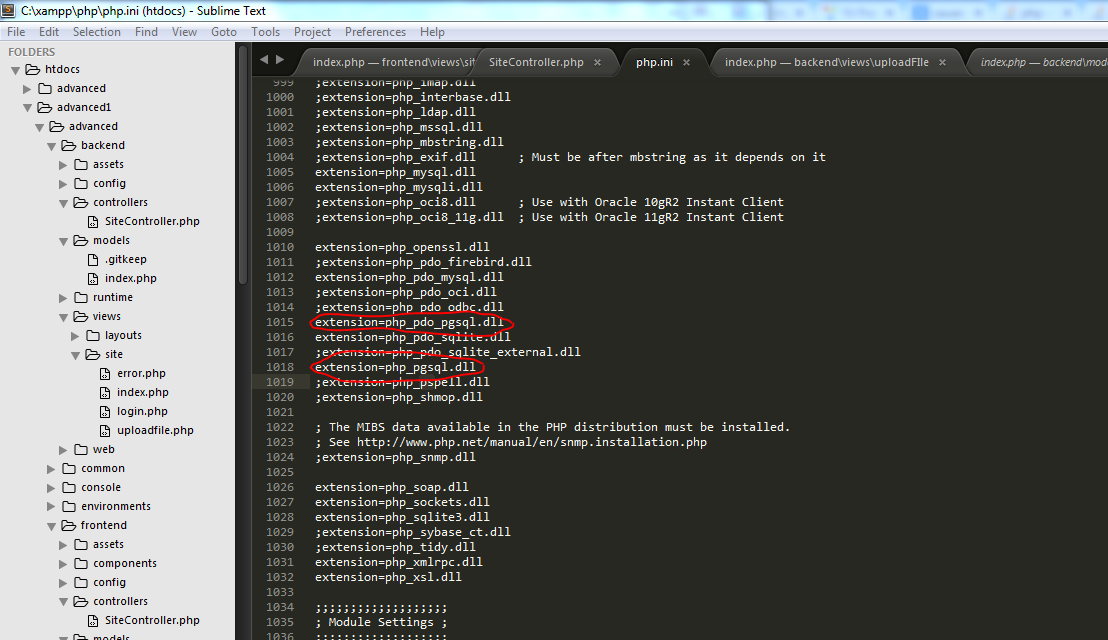 C:\xampp\php\php.ini (htdocs) - Sublime Text
File Edit Selection Find View Goto Tools Project Preferences Help
FOLDERS
htdocs
advanced
advanced1
advanced
backend
assets
config
controllers
SiteController.php
models
.gitkeep
index.php
runtime
views
layouts
site
error.php
index.php
login.php
uploadfile.php
web
common
console
environments
frontend
assets
components
config
controllers
SiteController.php
models
index.php — frontend\views\sit
SiteController.php ×
php.ini ×
index.php — backend\views\uploadFIle ×
index.php — backend\mode
999 ;extension=php_imap.dll
1000 ;extension=php_interbase.dll
1001 ;extension=php_ldap.dll
1002 ;extension=php_mssql.dll
1003 ;extension=php_mbstring.dll
1004 ;extension=php_exif.dll      ; Must be after mbstring as it depends on it
1005 extension=php_mysql.dll
1006 extension=php_mysqli.dll
1007 ;extension=php_oci8.dll      ; Use with Oracle 10gR2 Instant Client
1008 ;extension=php_oci8_11g.dll  ; Use with Oracle 11gR2 Instant Client
1009
1010 extension=php_openssl.dll
1011 ;extension=php_pdo_firebird.dll
1012 extension=php_pdo_mysql.dll
1013 ;extension=php_pdo_oci.dll
1014 ;extension=php_pdo_odbc.dll
1015 extension=php_pdo_pgsql.dll
1016 extension=php_pdo_sqlite.dll
1017 ;extension=php_pdo_sqlite_external.dll
1018 extension=php_pgsql.dll
1019 ;extension=php_pspell.dll
1020 ;extension=php_shmop.dll
1021
1022 ; The MIBS data available in the PHP distribution must be installed.
1023 ; See http://www.php.net/manual/en/snmp.installation.php
1024 ;extension=php_snmp.dll
1025
1026 extension=php_soap.dll
1027 extension=php_sockets.dll
1028 extension=php_sqlite3.dll
1029 ;extension=php_sybase_ct.dll
1030 ;extension=php_tidy.dll
1031 extension=php_xmlrpc.dll
1032 extension=php_xsl.dll
1033
1034 ;;;;;;;;;;;;;;;;;;;
1035 ; Module Settings ;
1036 ;;;;;;;;;;;;;;;;;;;